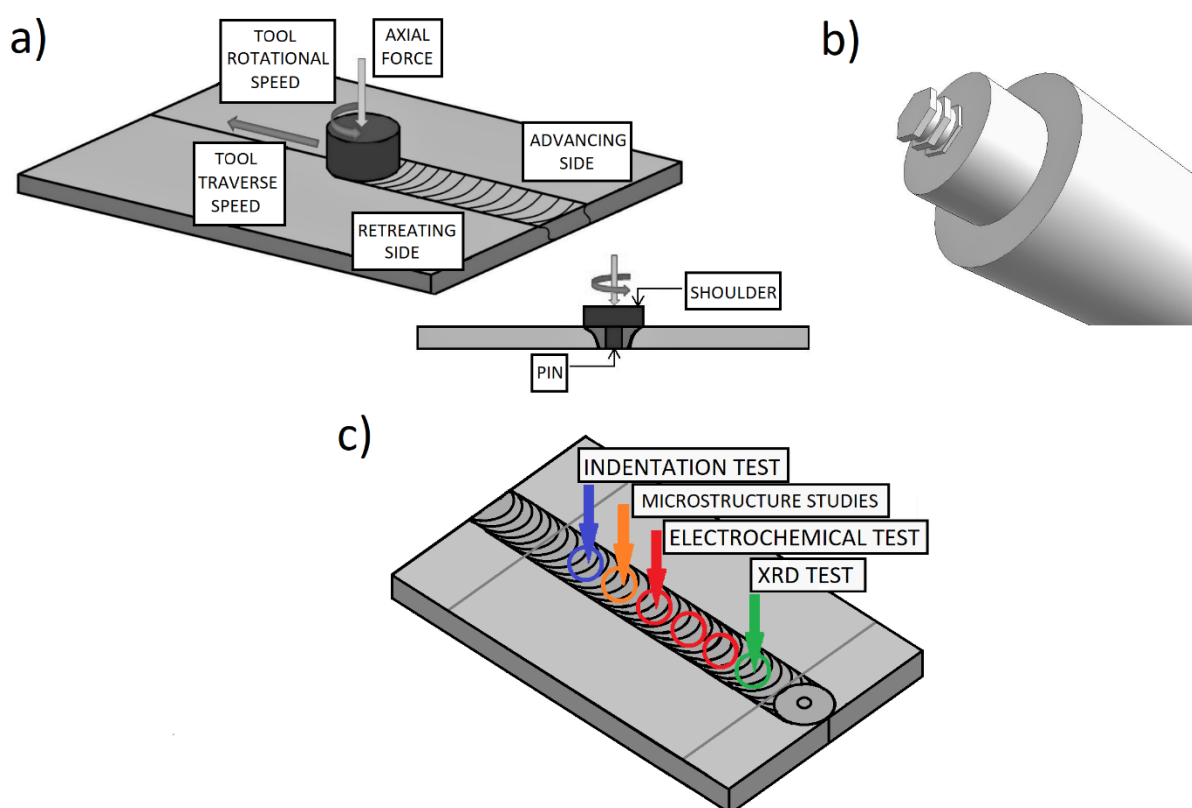 a)
TOOL
ROTATIONAL
SPEED
AXIAL
FORCE
b)
ADVANCING
SIDE
TOOL
TRAVERSE
SPEED
RETREATING
SIDE
SHOULDER
PIN
c)
INDENTATION TEST
MICROSTRUCTURE STUDIES
ELECTROCHEMICAL TEST
XRD TEST